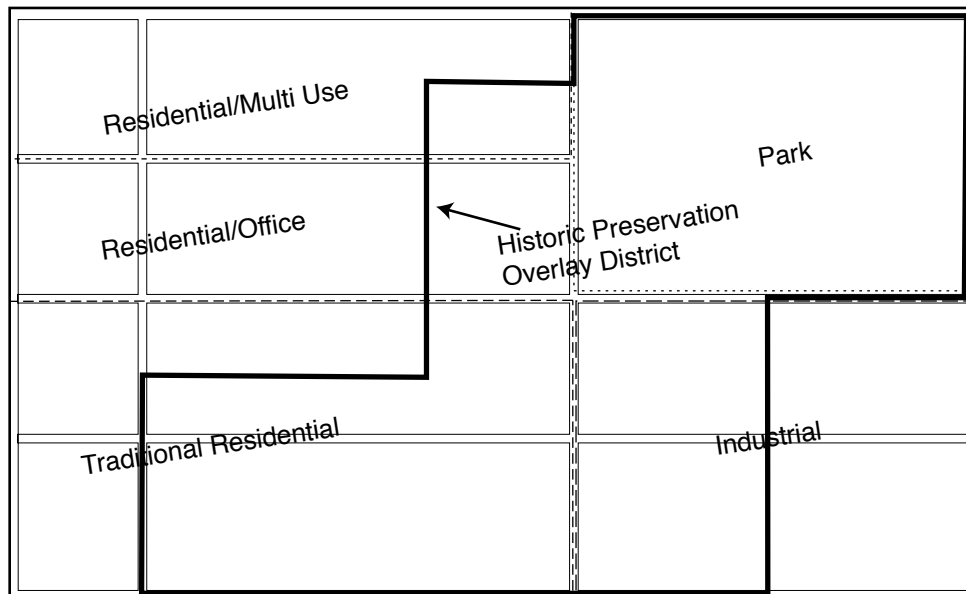 Residential/Multi Use
Park
Residential/Office
Historic Preservation
Overlay District
Traditional Residential
Industrial